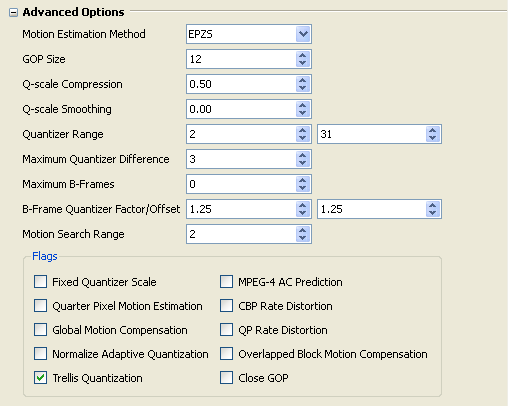 Advanced Options
Motion Estimation Method EPZS
GOP Size 12
Q-scale Compression 0.50
Q-scale Smoothing 0.00
Quantizer Range 2 31
Maximum Quantizer Difference 3
Maximum B-Frames 0
B-Frame Quantizer Factor/Offset 1.25 1.25
Motion Search Range 2
Flags
Fixed Quantizer Scale MPEG-4 AC Prediction
Quarter Pixel Motion Estimation CBP Rate Distortion
Global Motion Compensation QP Rate Distortion
Normalize Adaptive Quantization Overlapped Block Motion Compensation
Trellis Quantization Close GOP